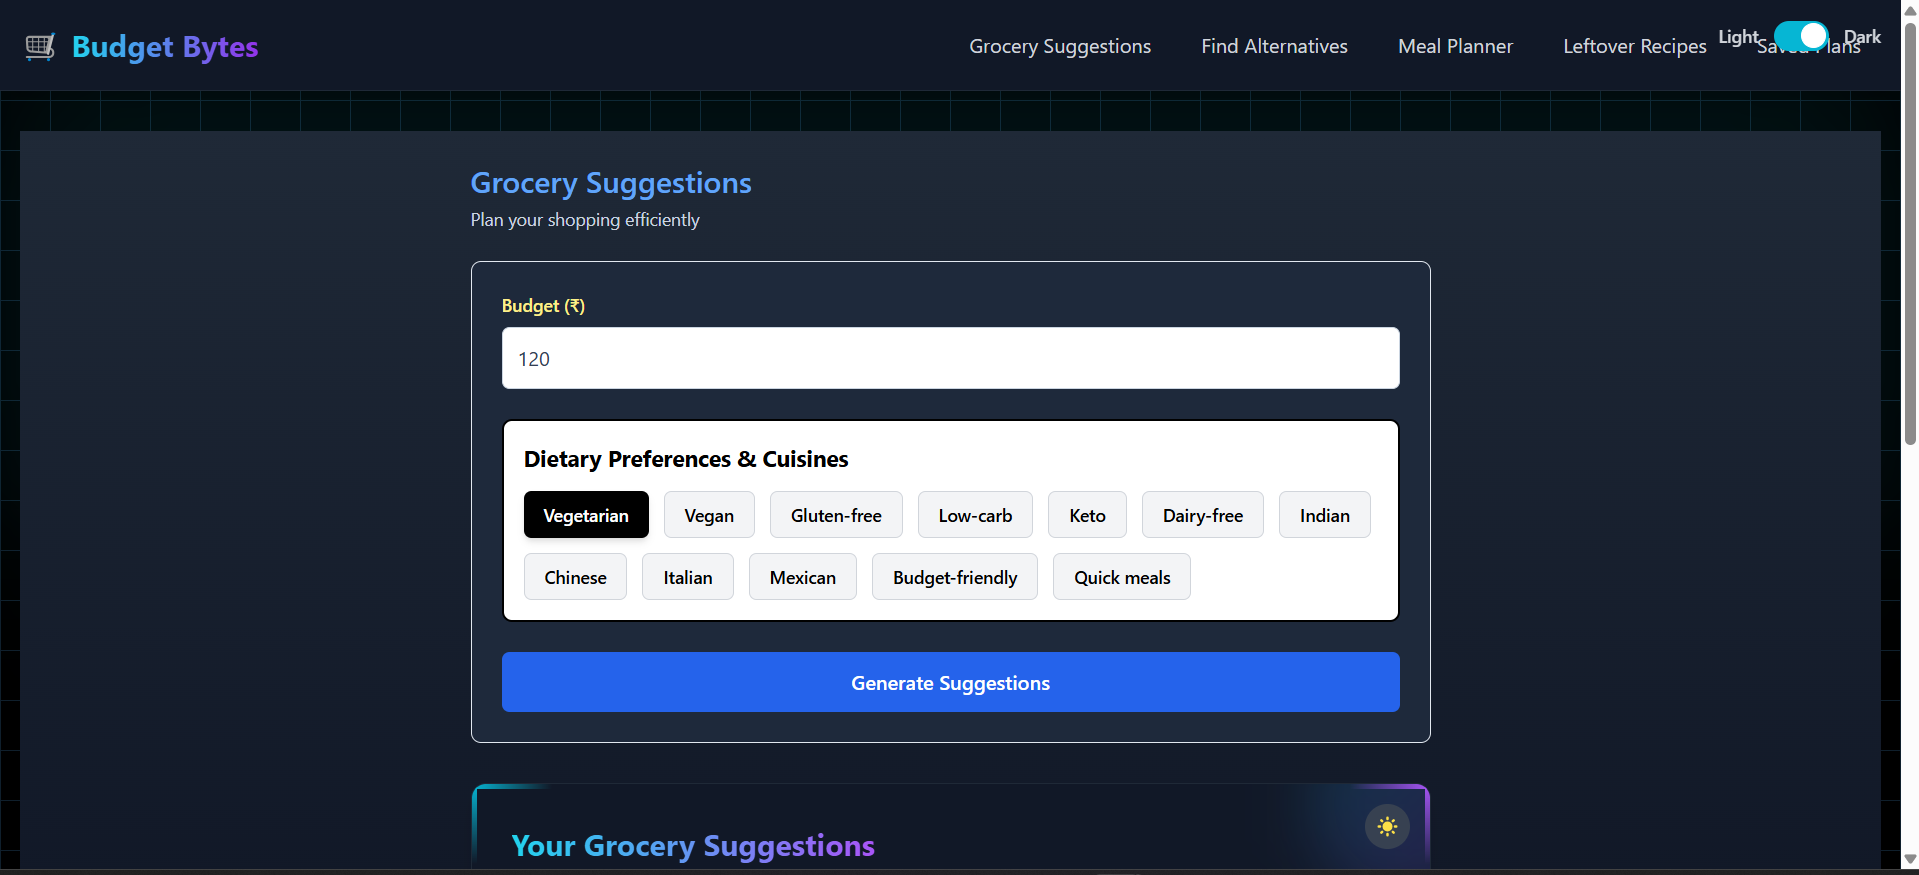 Budget Bytes
Grocery Suggestions
Find Alternatives
Meal Planner
Leftover Recipes
Saved Plans
Light
Dark
Grocery Suggestions
Plan your shopping efficiently
Budget (₹)
120
Dietary Preferences & Cuisines
Vegetarian
Vegan
Gluten-free
Low-carb
Keto
Dairy-free
Indian
Chinese
Italian
Mexican
Budget-friendly
Quick meals
Generate Suggestions
Your Grocery Suggestions